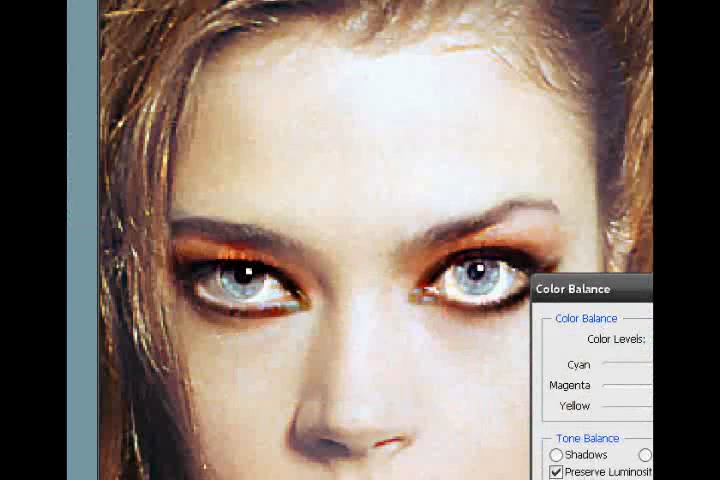 Color Balance
Color Balance
Color Levels:
Cyan
Magenta
Yellow
Tone Balance
Shadows
Preserve Luminosit